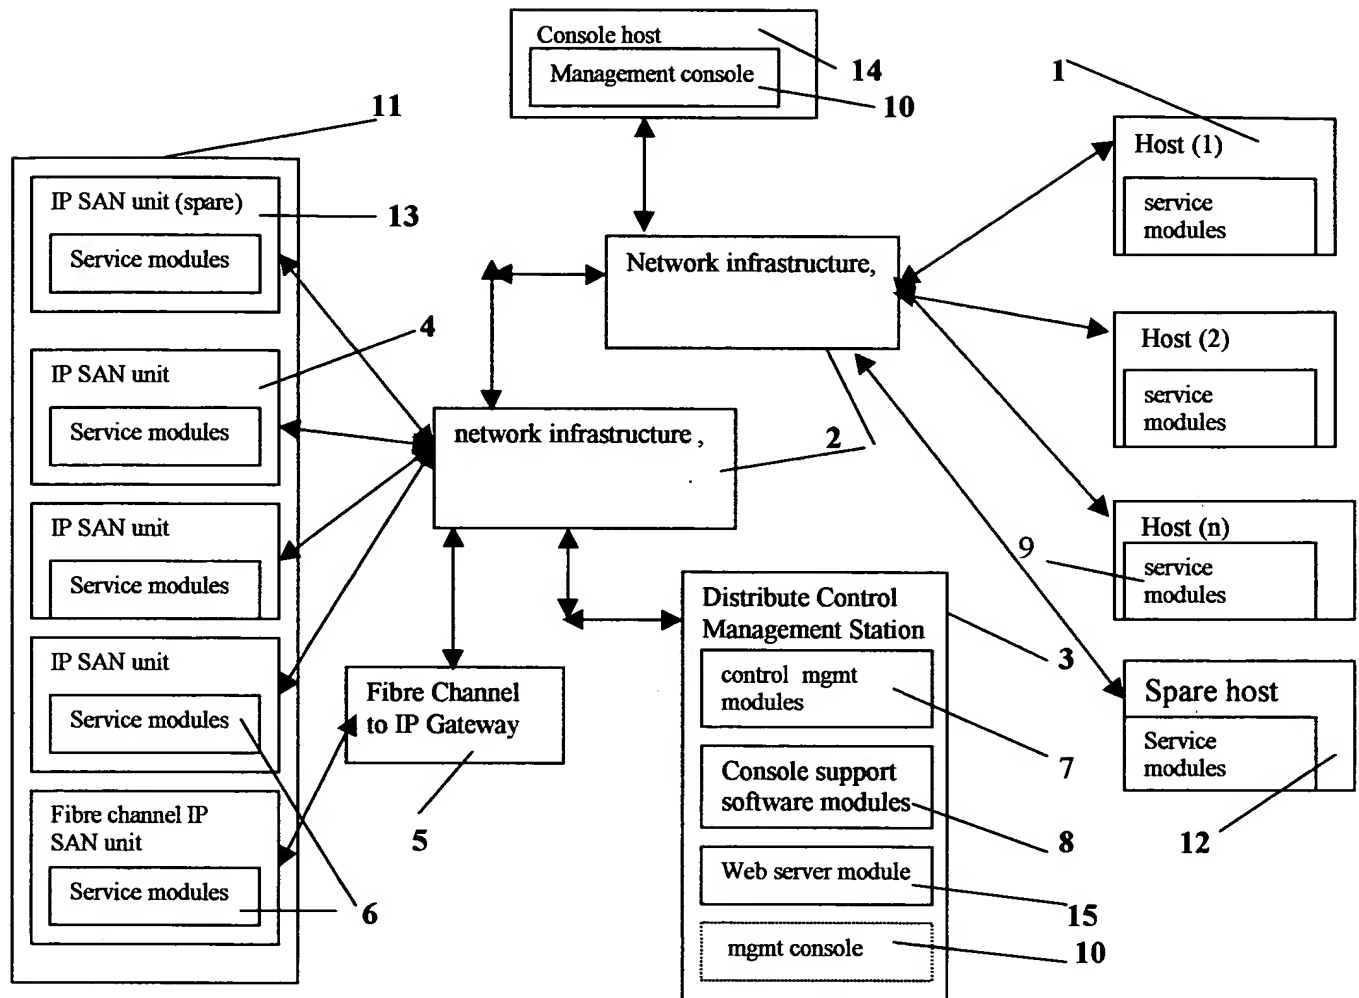 Console host
Management console
14
10
1
11
Host (1)
service
modules
IP SAN unit (spare)
13
Service modules
Network infrastructure,
4
Host (2)
service
modules
IP SAN unit
Service modules
network infrastructure ,
2
IP SAN unit
Service modules
Host (n)
9
service
modules
Distribute Control
Management Station
3
IP SAN unit
Service modules
Fibre Channel
to IP Gateway
5
control mgmt
modules
7
Spare host
Service
modules
12
Console support
software modules
8
Fibre channel IP
SAN unit
Service modules
6
Web server module
15
mgmt console
10